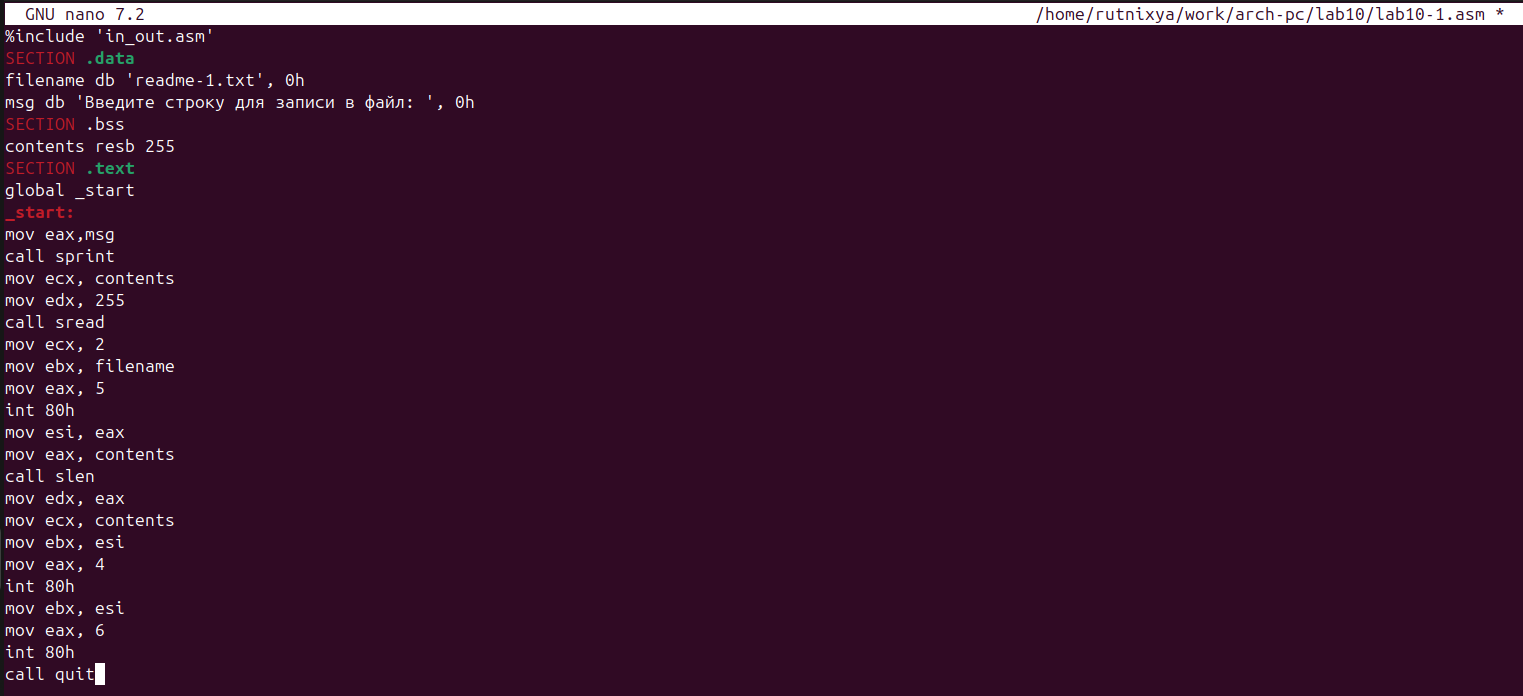 GNU nano 7.2 /home/rutnixya/work/arch-pc/lab10/lab10-1.asm *
%include 'in_out.asm'
SECTION .data
filename db 'readme-1.txt', 0h
msg db 'Введите строку для записи в файл: ', 0h
SECTION .bss
contents resb 255
SECTION .text
global _start
_start:
mov eax,msg
call sprint
mov ecx, contents
mov edx, 255
call sread
mov ecx, 2
mov ebx, filename
mov eax, 5
int 80h
mov esi, eax
mov eax, contents
call slen
mov edx, eax
mov ecx, contents
mov ebx, esi
mov eax, 4
int 80h
mov ebx, esi
mov eax, 6
int 80h
call quit